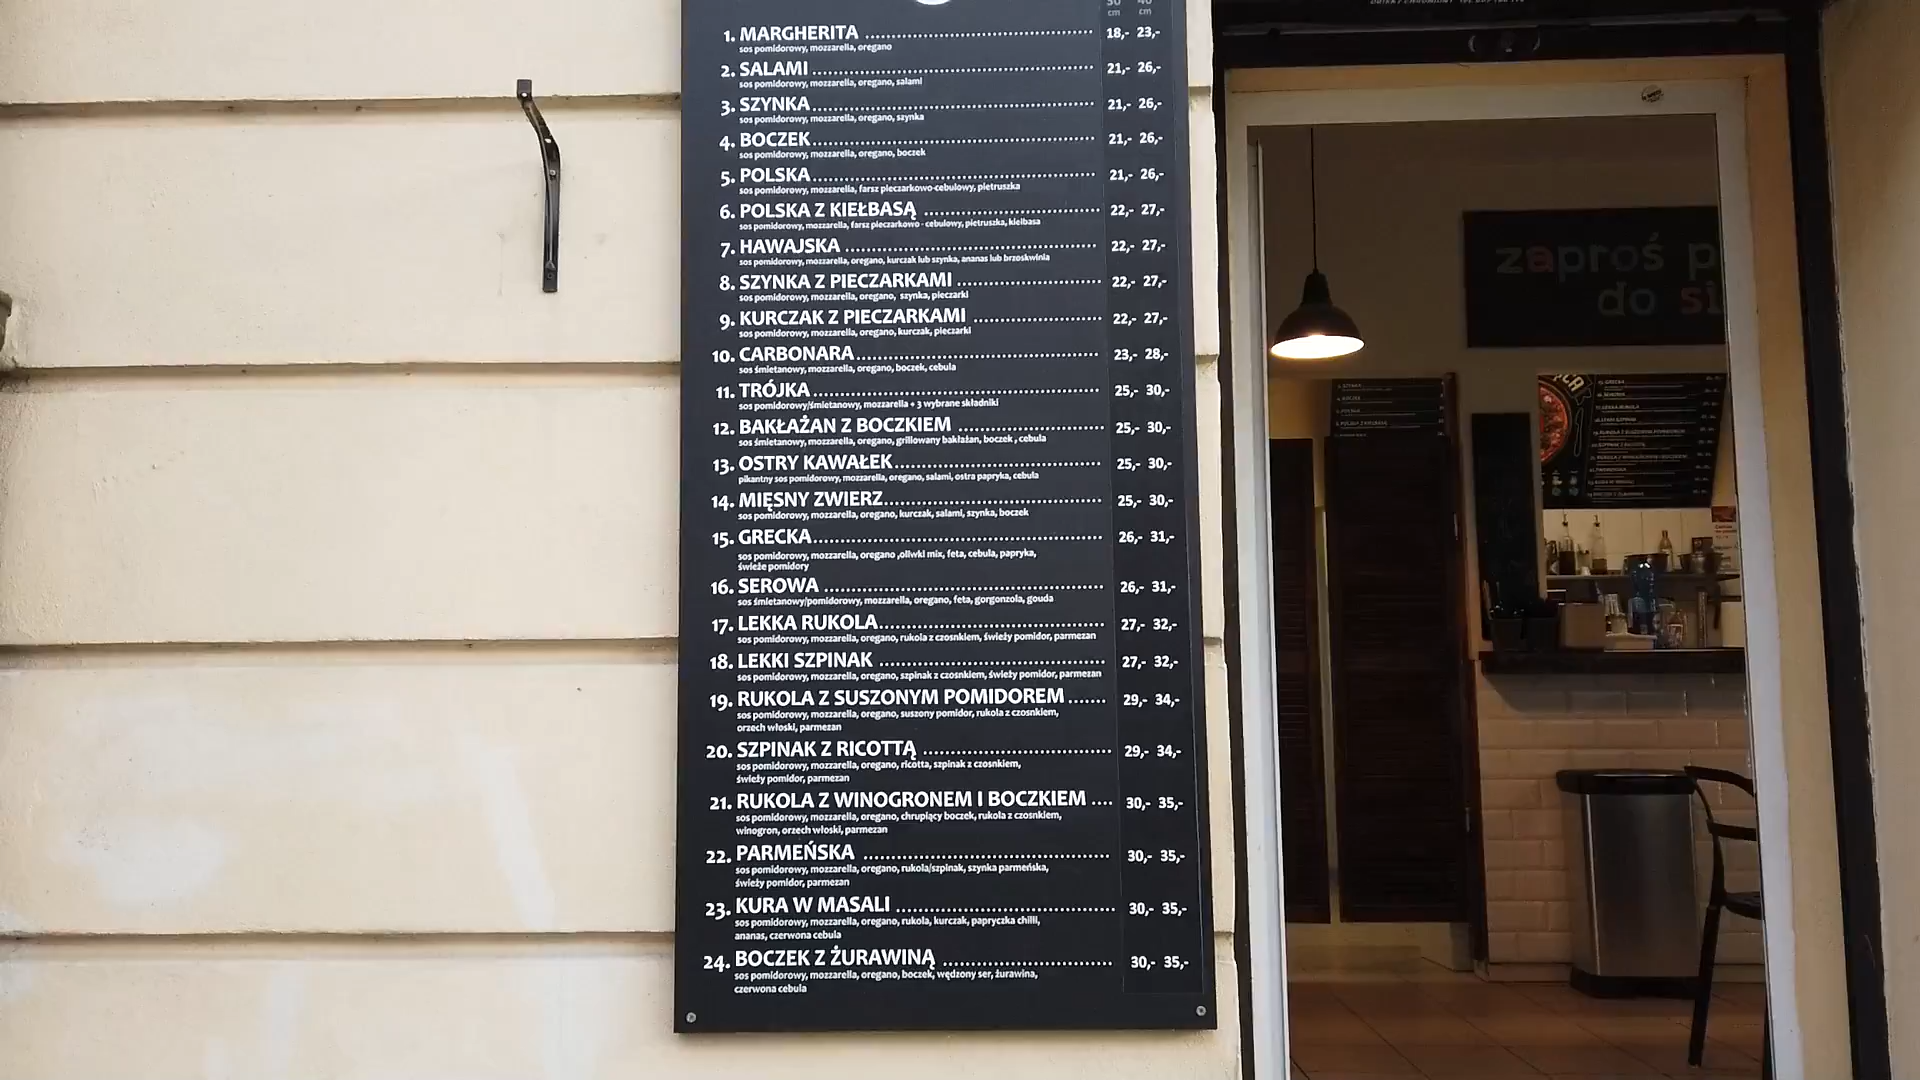 30 40
cm cm
1. MARGHERITA 18,- 23,-
sos pomidorowy, mozzarella, oregano
2. SALAMI 21,- 26,-
sos pomidorowy, mozzarella, oregano, salami
3. SZYNKA 21,- 26,-
sos pomidorowy, mozzarella, oregano, szynka
4. BOCZEK 21,- 26,-
sos pomidorowy, mozzarella, oregano, boczek
5. POLSKA 21,- 26,-
sos pomidorowy, mozzarella, farsz pieczarkowo-cebulowy, pietruszka
6. POLSKA Z KIEŁBASĄ 22,- 27,-
sos pomidorowy, mozzarella, farsz pieczarkowo - cebulowy, pietruszka, kiełbasa
7. HAWAJSKA 22,- 27,-
sos pomidorowy, mozzarella, oregano, kurczak lub szynka, ananas lub brzoskwinia
8. SZYNKA Z PIECZARKAMI 22,- 27,-
sos pomidorowy, mozzarella, oregano, szynka, pieczarki
9. KURCZAK Z PIECZARKAMI 22,- 27,-
sos pomidorowy, mozzarella, oregano, kurczak, pieczarki
10. CARBONARA 23,- 28,-
sos śmietanowy, mozzarella, oregano, boczek, cebula
11. TRÓJKA 25,- 30,-
sos pomidorowy/śmietanowy, mozzarella + 3 wybrane składniki
12. BAKŁAŻAN Z BOCZKIEM 25,- 30,-
sos śmietanowy, mozzarella, oregano, grillowany bakłażan, boczek , cebula
13. OSTRY KAWAŁEK 25,- 30,-
pikantny sos pomidorowy, mozzarella, oregano, salami, ostra papryka, cebula
14. MIĘSNY ZWIERZ 25,- 30,-
sos pomidorowy, mozzarella, oregano, kurczak, salami, szynka, boczek
15. GRECKA 26,- 31,-
sos pomidorowy, mozzarella, oregano ,oliwki mix, feta, cebula, papryka,
świeże pomidory
16. SEROWA 26,- 31,-
sos śmietanowy/pomidorowy, mozzarella, oregano, feta, gorgonzola, gouda
17. LEKKA RUKOLA 27,- 32,-
sos pomidorowy, mozzarella, oregano, rukola z czosnkiem, świeży pomidor, parmezan
18. LEKKI SZPINAK 27,- 32,-
sos pomidorowy, mozzarella, oregano, szpinak z czosnkiem, świeży pomidor, parmezan
19. RUKOLA Z SUSZONYM POMIDOREM 29,- 34,-
sos pomidorowy, mozzarella, oregano, suszony pomidor, rukola z czosnkiem,
orzech włoski, parmezan
20. SZPINAK Z RICOTTĄ 29,- 34,-
sos pomidorowy, mozzarella, oregano, ricotta, szpinak z czosnkiem,
świeży pomidor, parmezan
21. RUKOLA Z WINOGRONEM I BOCZKIEM 30,- 35,-
sos pomidorowy, mozzarella, oregano, chrupiący boczek, rukola z czosnkiem,
winogron, orzech włoski, parmezan
22. PARMEŃSKA 30,- 35,-
sos pomidorowy, mozzarella, oregano, rukola/szpinak, szynka parmeńska,
świeży pomidor, parmezan
23. KURA W MASALI 30,- 35,-
sos pomidorowy, mozzarella, oregano, rukola, kurczak, papryczka chilli,
ananas, czerwona cebula
24. BOCZEK Z ŻURAWINĄ 30,- 35,-
sos pomidorowy, mozzarella, oregano, boczek, wędzony ser, żurawina,
czerwona cebula
zaproś p
do si